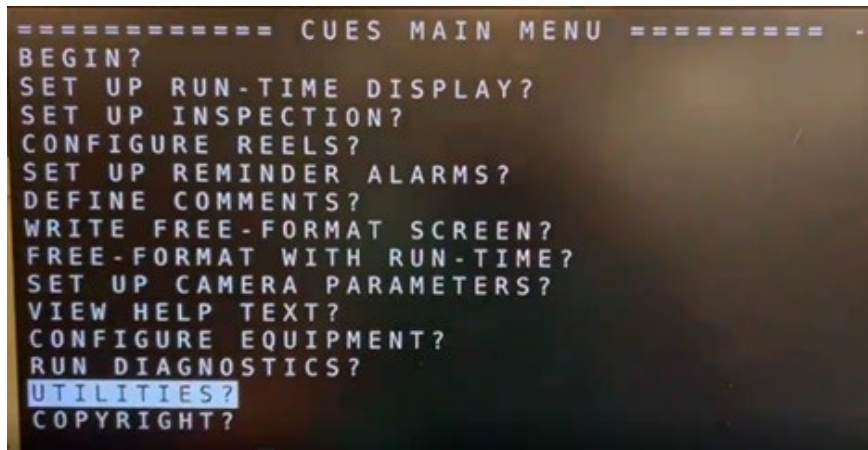 ============ CUES MAIN MENU ========= -
BEGIN?
SET UP RUN-TIME DISPLAY?
SET UP INSPECTION?
CONFIGURE REELS?
SET UP REMINDER ALARMS?
DEFINE COMMENTS?
WRITE FREE-FORMAT SCREEN?
FREE-FORMAT WITH RUN-TIME?
SET UP CAMERA PARAMETERS?
VIEW HELP TEXT?
CONFIGURE EQUIPMENT?
RUN DIAGNOSTICS?
UTILITIES?
COPYRIGHT?